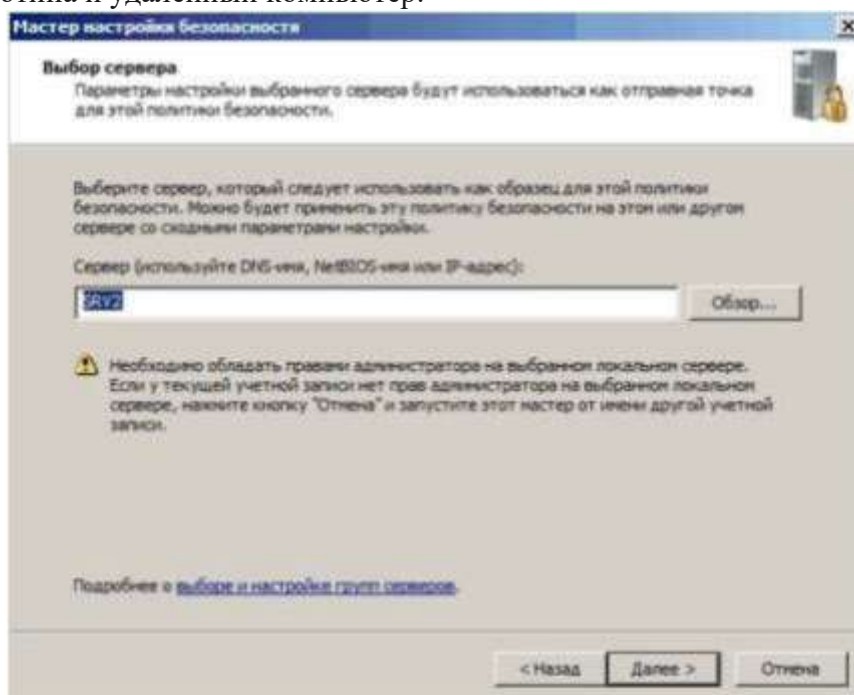 и удаленный компьютер.
Мастер настройки безопасности
Выбор сервера
Параметры настройки выбранного сервера будут использоваться как отправная точка
для этой политики безопасности.
Выберите сервер, который следует использовать как образец для этой политики
безопасности. Можно будет применить эту политику безопасности на этом или другом
сервере со сходными параметрами настройки.
Сервер (используйте DNS-имя, NetBIOS-имя или IP-адрес):
SRV2
Обзор...
Необходимо обладать правами администратора на выбранном локальном сервере.
Если у текущей учетной записи нет прав администратора на выбранном локальном
сервере, нажмите кнопку "Отмена" и запустите этот мастер от имени другой учетной
записи.
Подробнее о выборе и настройке групп серверов.
< Назад
Далее >
Отмена